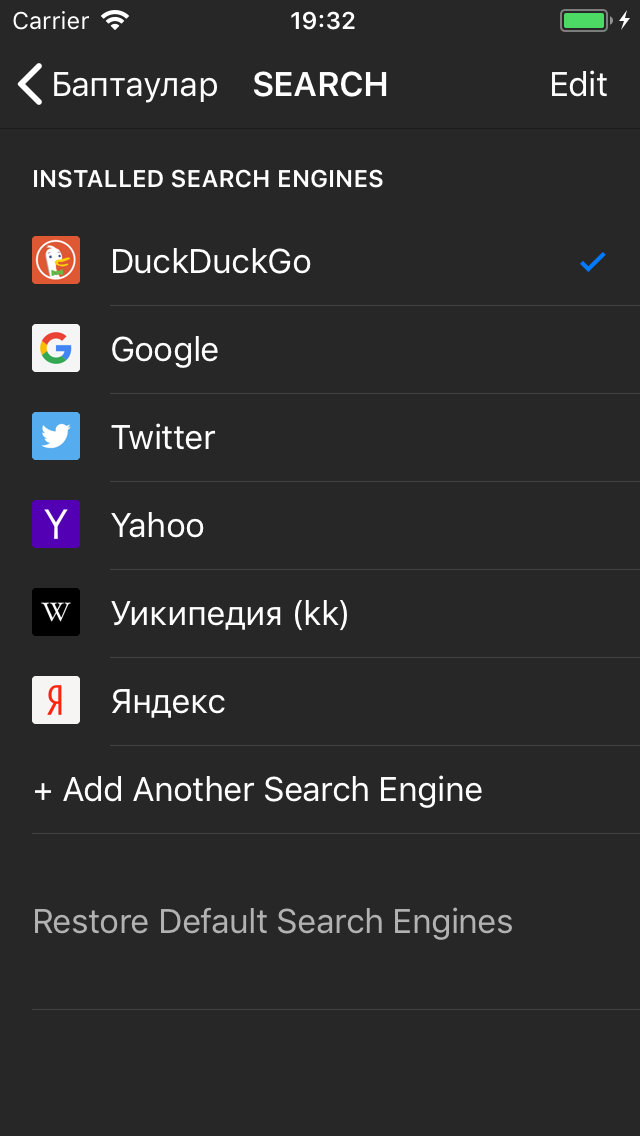 Carrier 19:32
Баптаулар SEARCH Edit
INSTALLED SEARCH ENGINES
DuckDuckGo
Google
Twitter
Yahoo
Уикипедия (kk)
Яндекс
+ Add Another Search Engine
Restore Default Search Engines